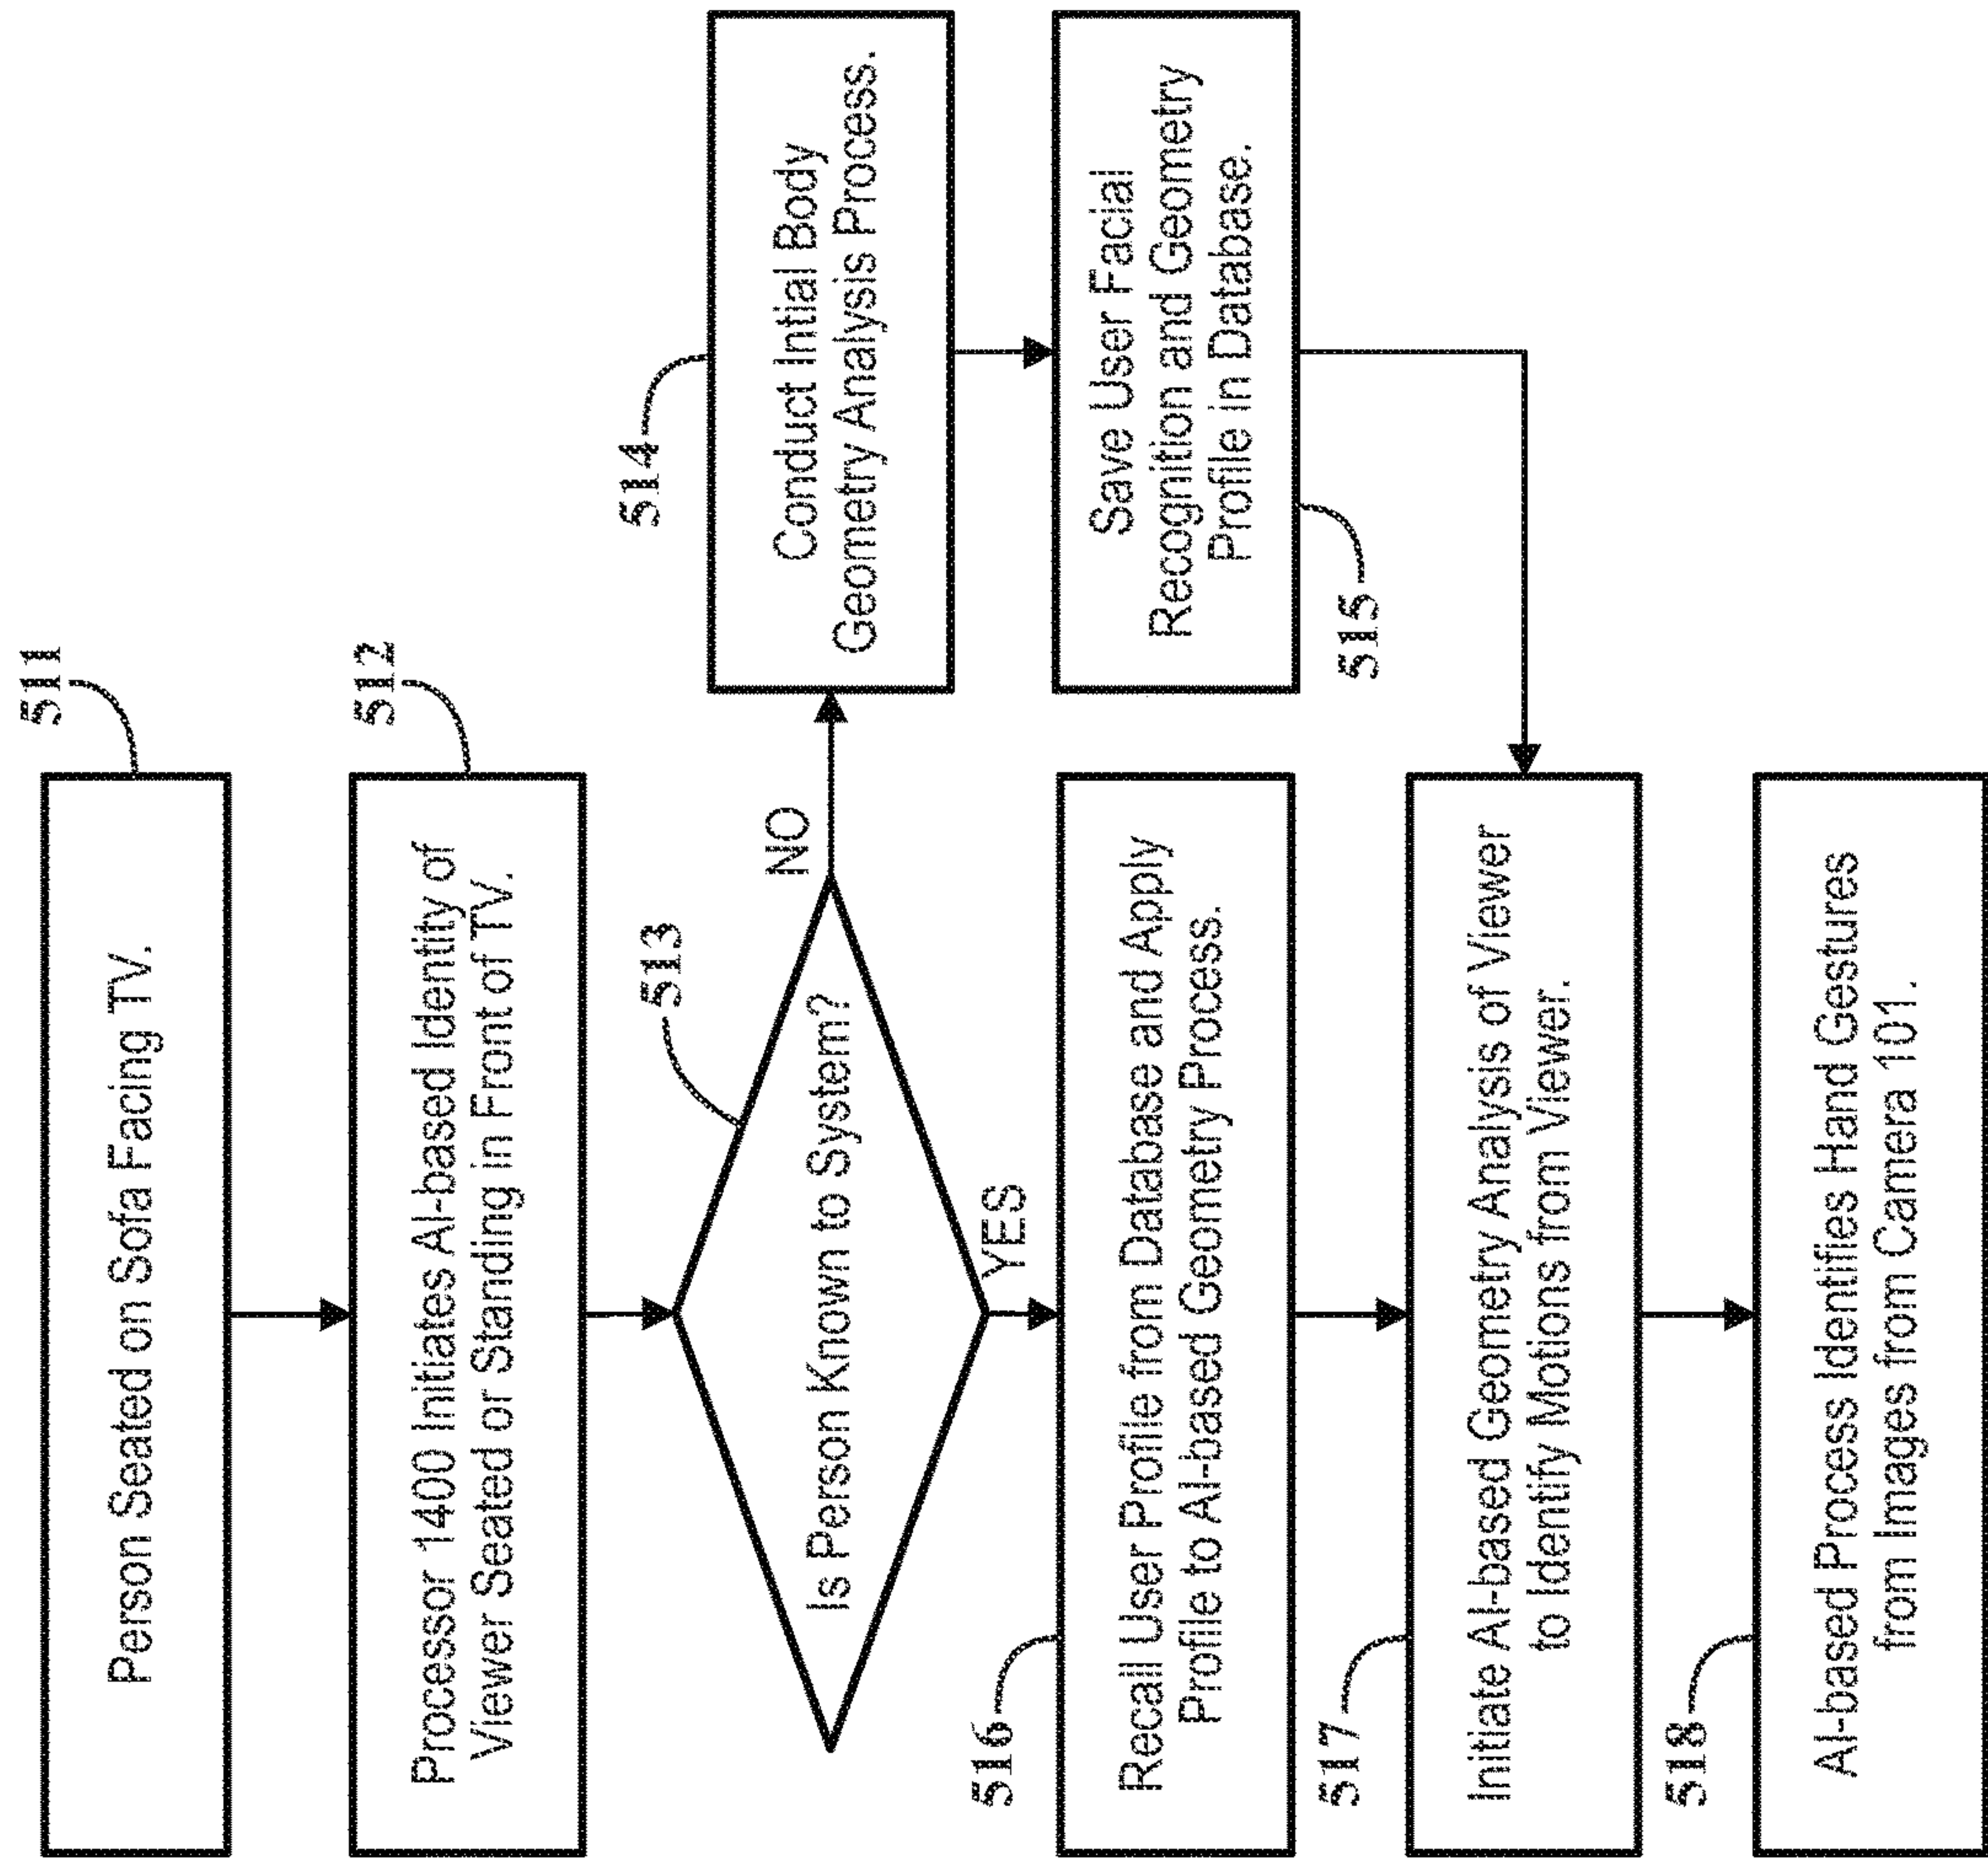 511
Person Seated on Sofa Facing TV.
512
Processor 1400 Initiates AI-based Identity of
Viewer Seated or Standing in Front of TV.
513
Is Person Known to System?
NO
514
Conduct Intial Body
Geometry Analysis Process.
Save User Facial
Recognition and Geometry
Profile in Database.
515
YES
516
Recall User Profile from Database and Apply
Profile to AI-based Geometry Process.
517
Initiate AI-based Geometry Analysis of Viewer
to Identify Motions from Viewer.
518
AI-based Process Identifies Hand Gestures
from Images from Camera 101.